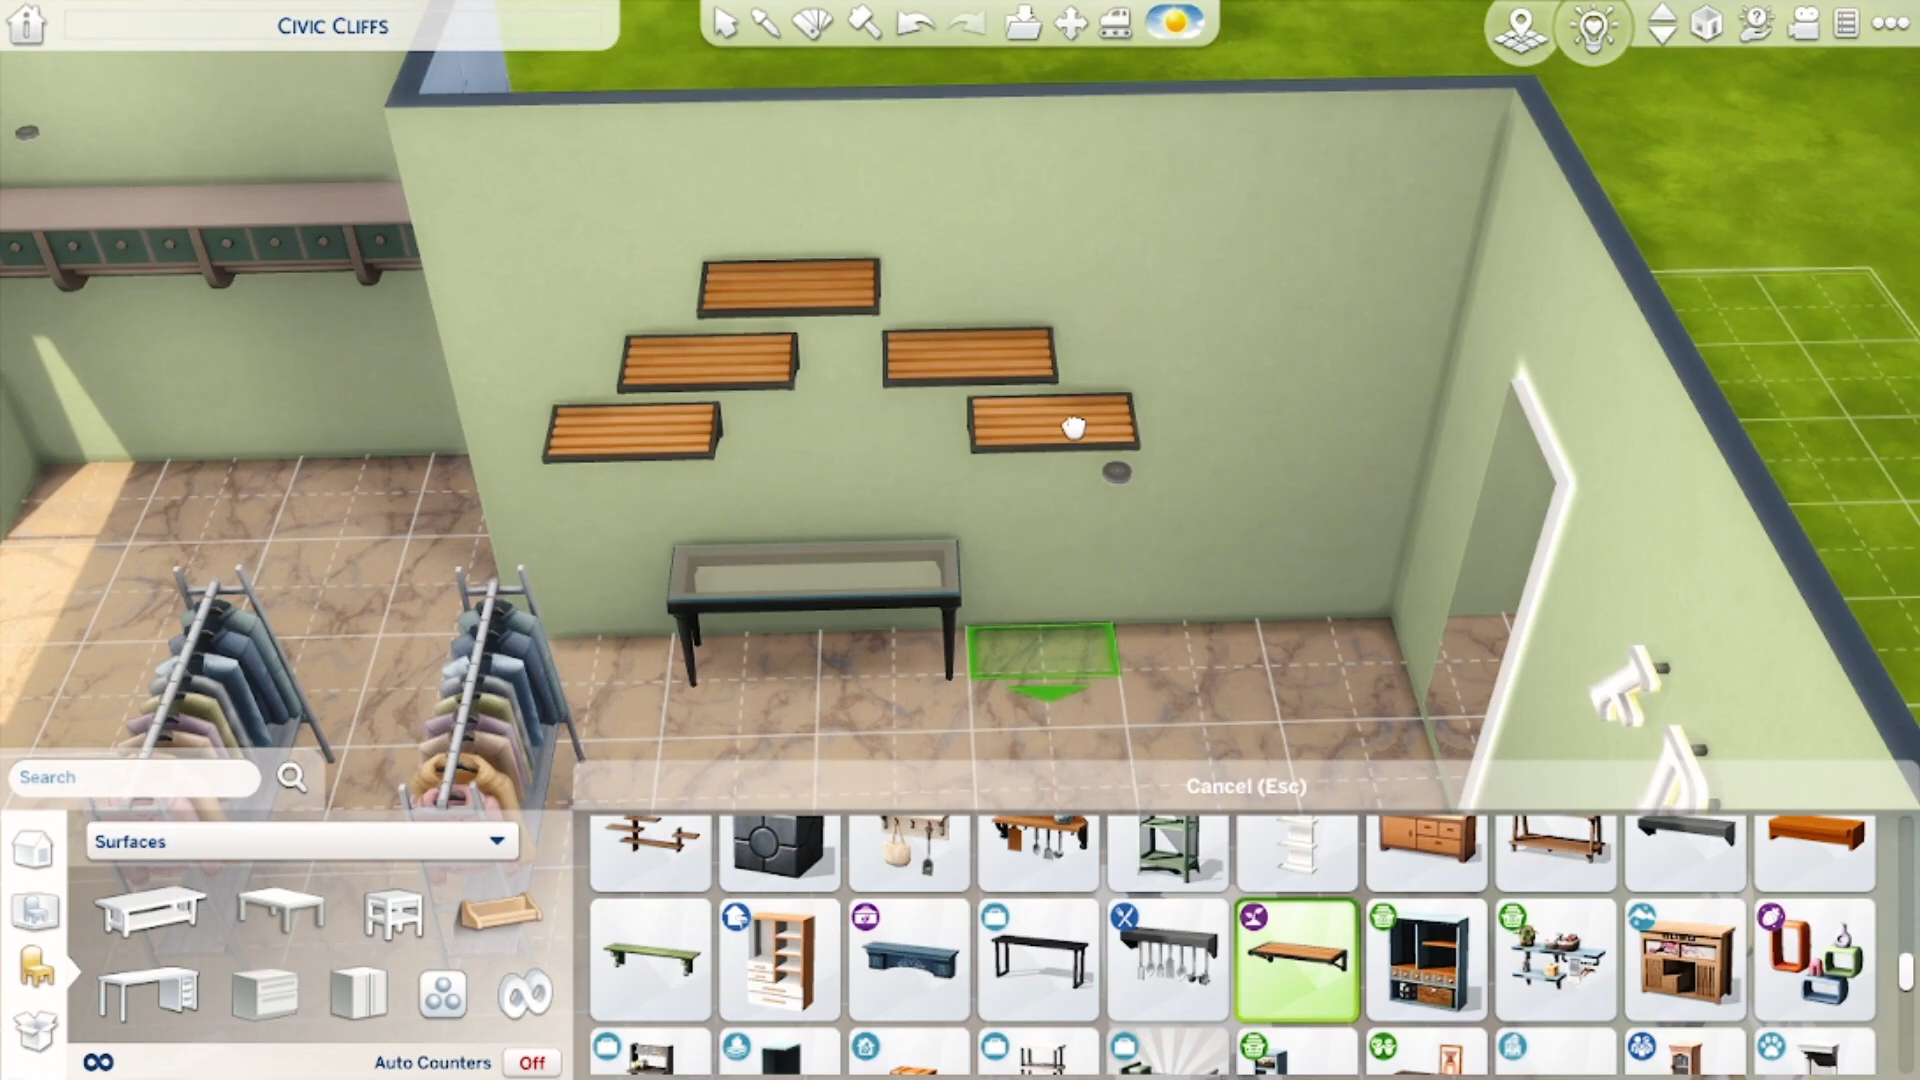 CIVIC CLIFFS
Cancel (Esc)
Search
Surfaces
Auto Counters Off